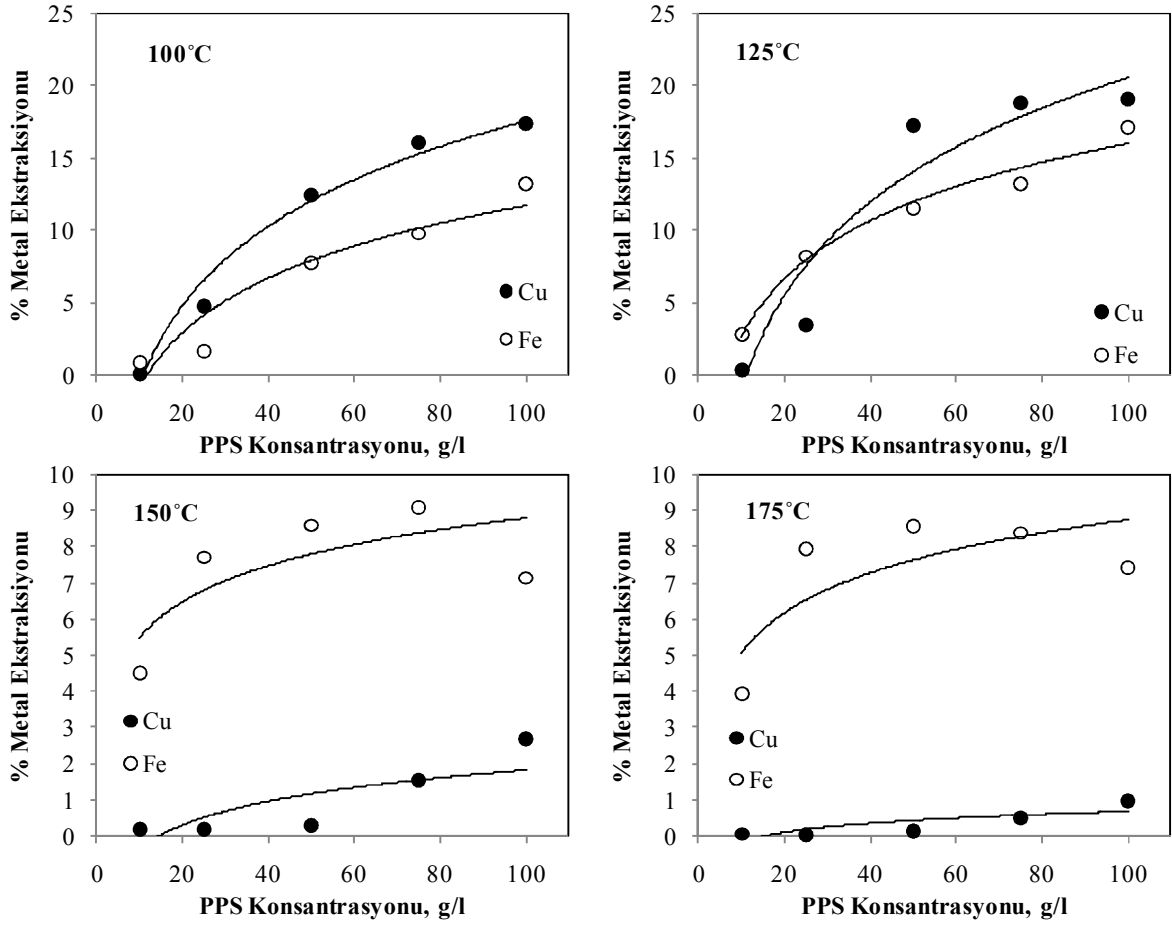 25
20
15
10
5
0
% Metal Ekstraksiyonu
100˚C
Cu
Fe
0 20 40 60 80 100
PPS Konsantrasyonu, g/l
25
20
15
10
5
0
% Metal Ekstraksiyonu
125˚C
Cu
Fe
0 20 40 60 80 100
PPS Konsantrasyonu, g/l
10
9
8
7
6
5
4
3
2
1
0
% Metal Ekstraksiyonu
150˚C
Cu
Fe
0 20 40 60 80 100
PPS Konsantrasyonu, g/l
10
9
8
7
6
5
4
3
2
1
0
% Metal Ekstraksiyonu
175˚C
Cu
Fe
0 20 40 60 80 100
PPS Konsantrasyonu, g/l